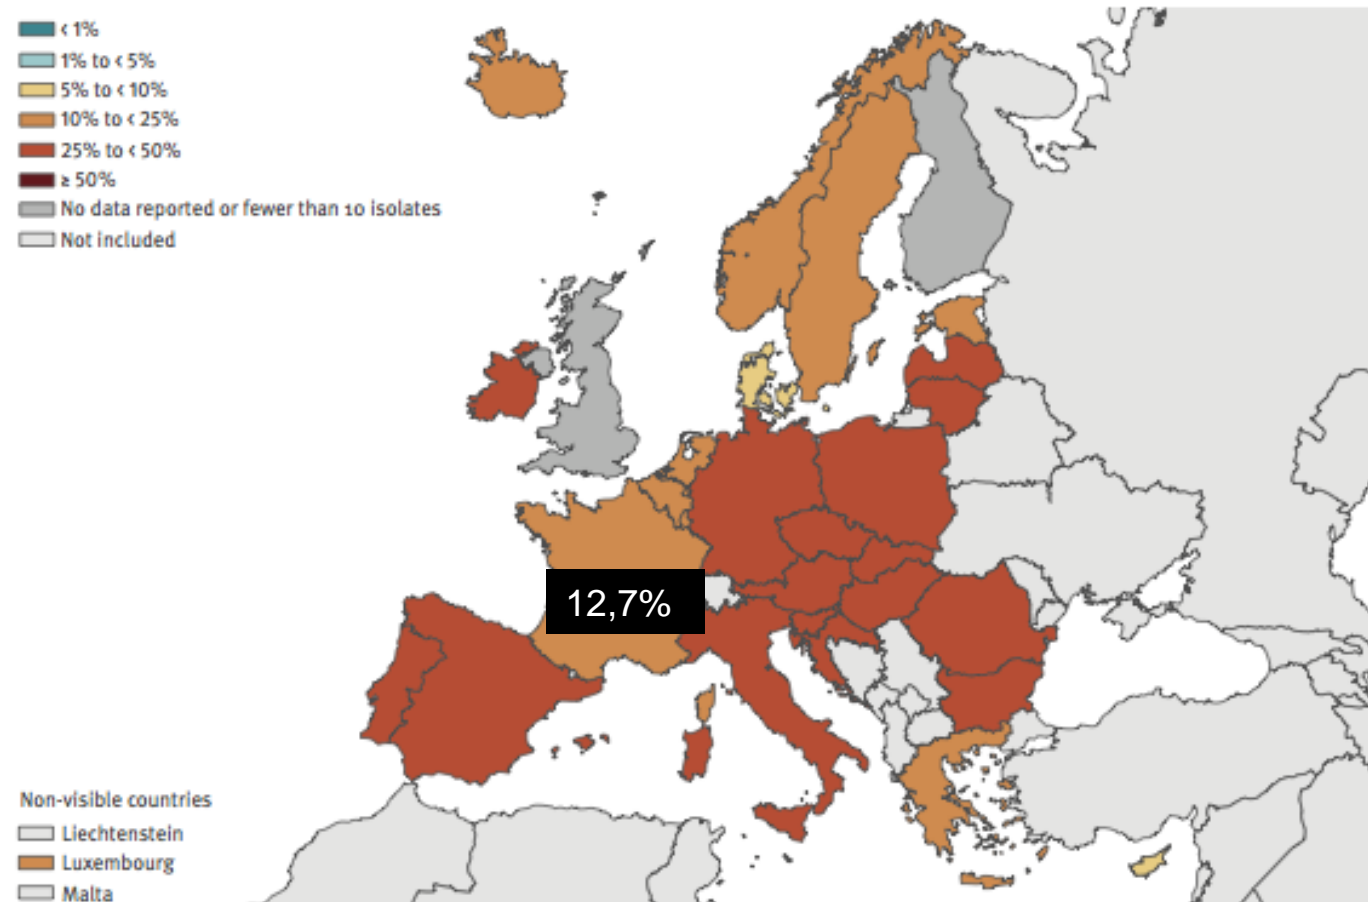 < 1%
1% to < 5%
5% to < 10%
10% to < 25%
25% to < 50%
≥ 50%
No data reported or fewer than 10 isolates
Not included
12,7%
Non-visible countries
Liechtenstein
Luxembourg
Malta